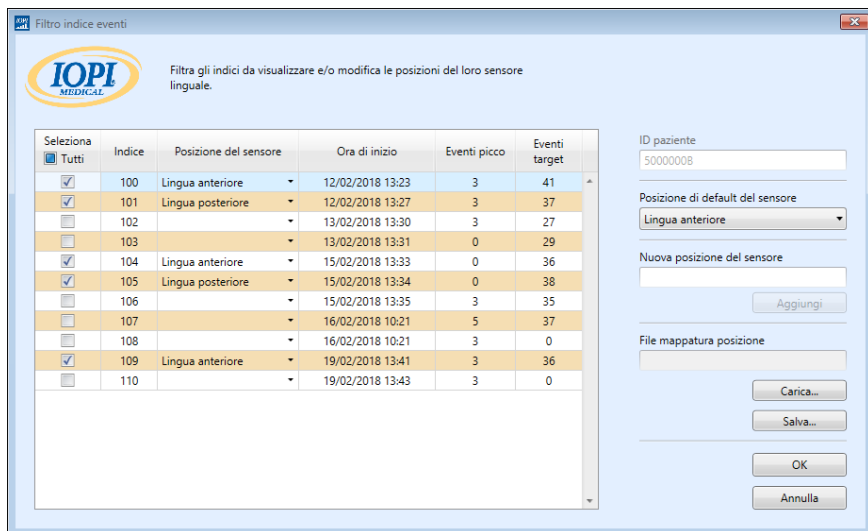 Filtro indice eventi
IOPI
MEDICAL
Filtra gli indici da visualizzare e/o modifica le posizioni del loro sensore
linguale.
Seleziona
Tutti
Indice
Posizione del sensore
Ora di inizio
Eventi picco
Eventi
target
100 Lingua anteriore 12/02/2018 13:23 3 41
101 Lingua posteriore 12/02/2018 13:27 3 37
102 13/02/2018 13:30 3 27
103 13/02/2018 13:31 0 29
104 Lingua anteriore 15/02/2018 13:33 0 36
105 Lingua posteriore 15/02/2018 13:34 0 38
106 15/02/2018 13:35 3 35
107 16/02/2018 10:21 5 37
108 16/02/2018 10:21 3 0
109 Lingua anteriore 19/02/2018 13:41 3 36
110 19/02/2018 13:43 3 0
ID paziente
5000000B
Posizione di default del sensore
Lingua anteriore
Nuova posizione del sensore
Aggiungi
File mappatura posizione
Carica...
Salva...
OK
Annulla